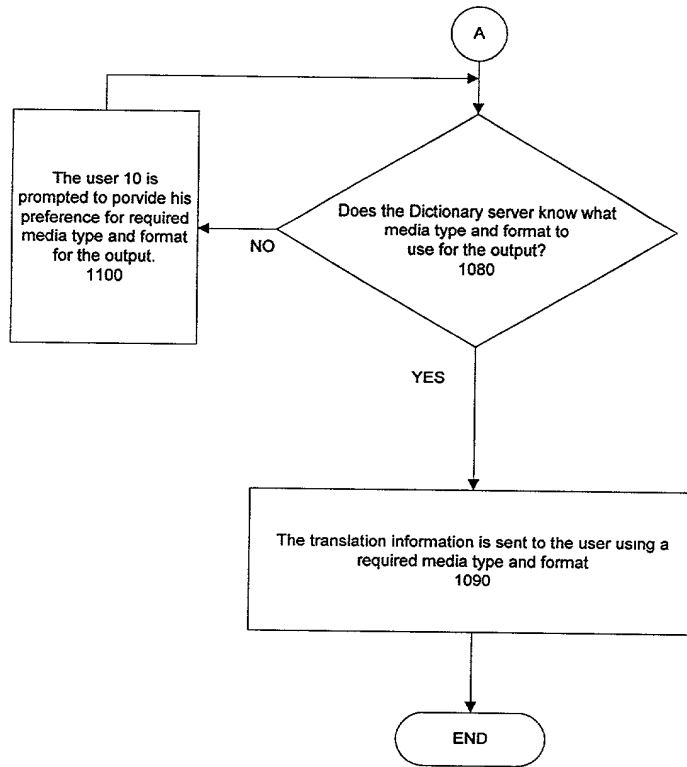 A
The user 10 is
prompted to porvide his
preference for required
media type and format
for the output.
1100
Does the Dictionary server know what
media type and format to
use for the output?
1080
NO
YES
The translation information is sent to the user using a
required media type and format
1090
END